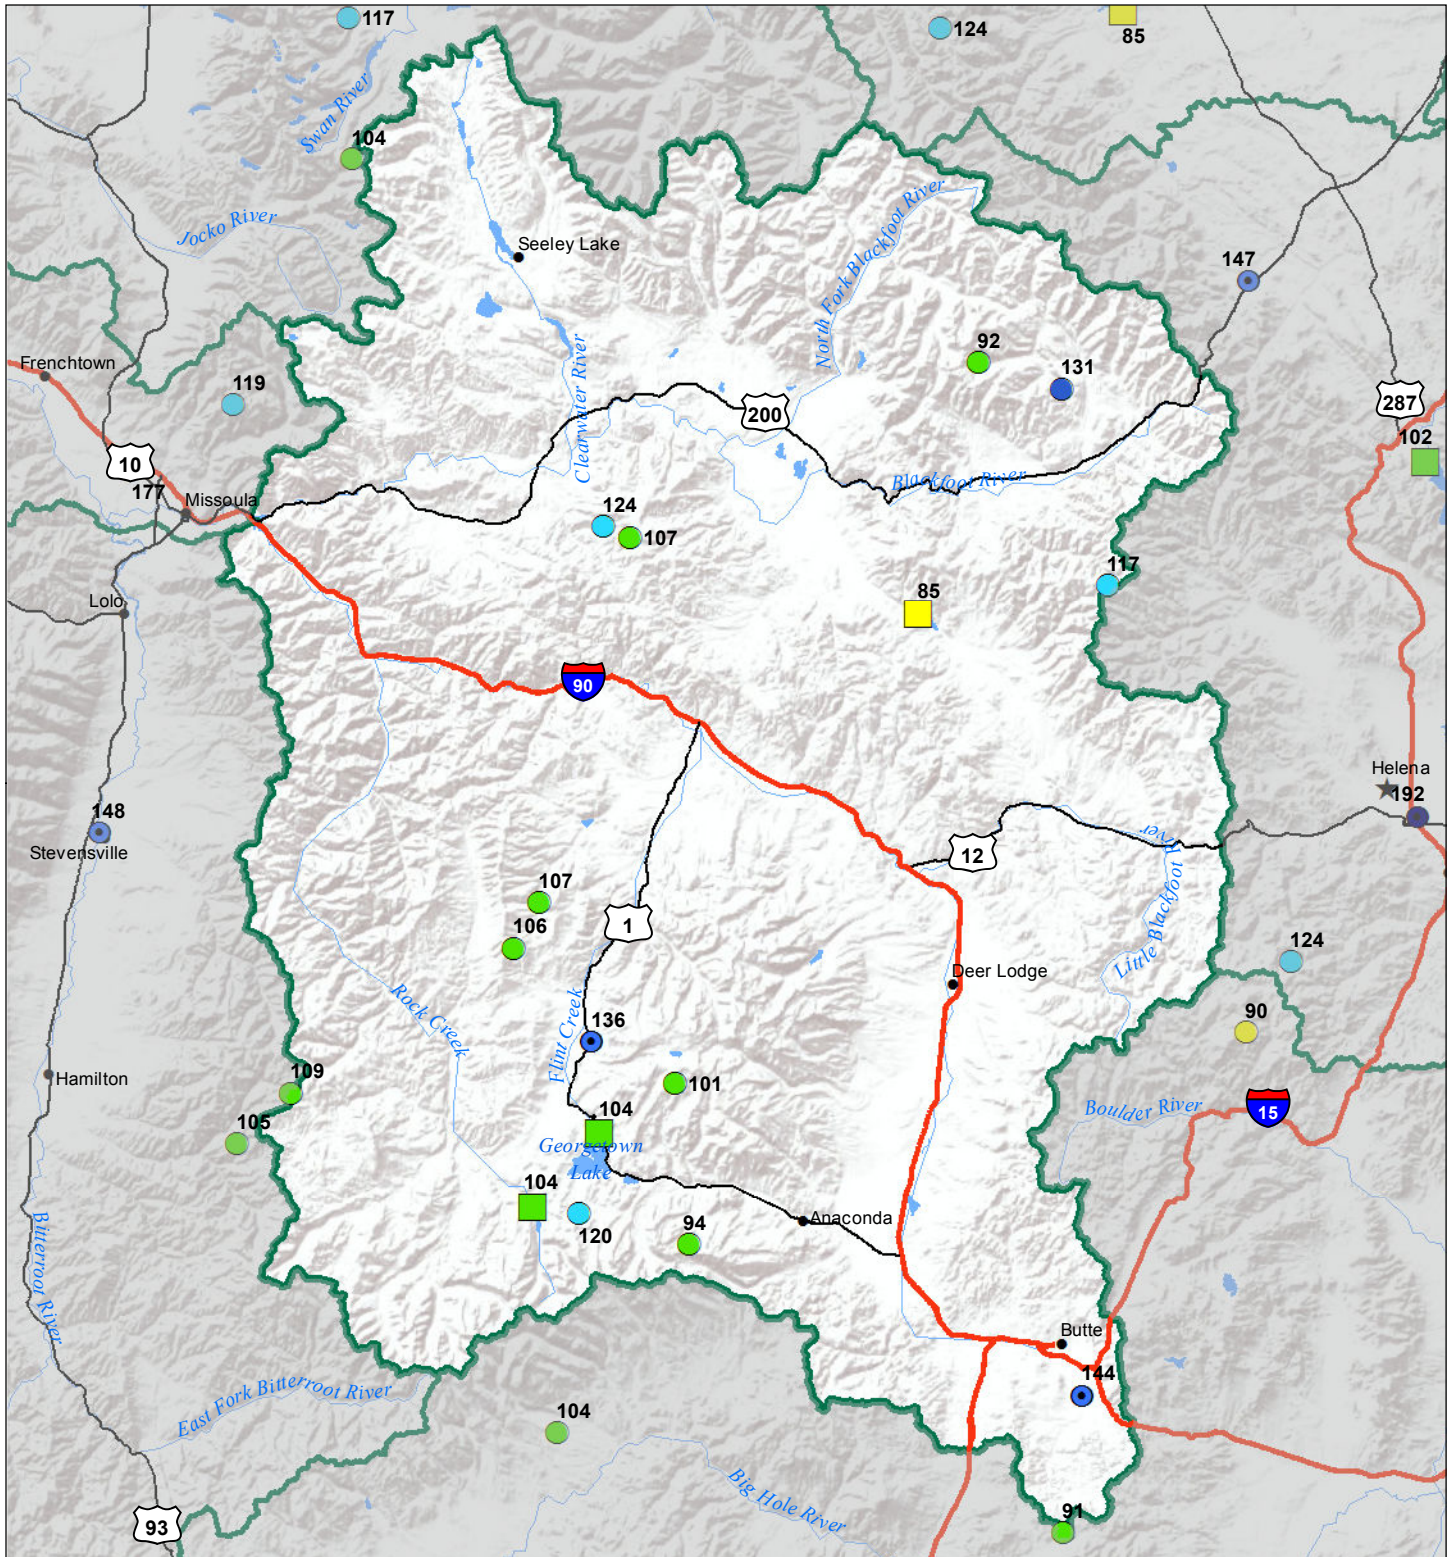 117
124
85
Swan River
104
Jocko River
North Fork Blackfoot River
Seeley Lake
147
Frenchtown
119
Clearwater River
92
131
200
287
102
10
177
Missoula
Blackfoot River
124
107
117
85
Lolo
90
Helena
192
148
Stevensville
12
Little Blackfoot River
107
106
1
124
Deer Lodge
Rock Creek
Flint Creek
136
90
Hamilton
109
101
Boulder River
15
105
104
Georgetown
Lake
104
120
94
Anaconda
Bitterroot River
Butte
144
East Fork Bitterroot River
104
Big Hole River
91
93